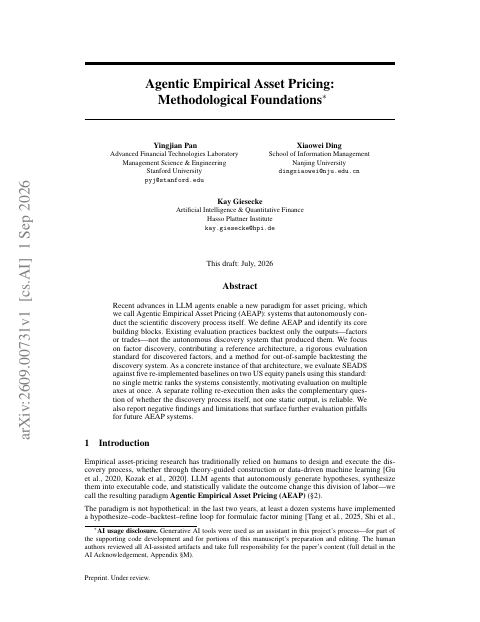 arXiv:2609.00731v1 [cs.AI] 1 Sep 2026
Agentic Empirical Asset Pricing:
Methodological Foundations*
Yingjian Pan
Advanced Financial Technologies Laboratory
Management Science & Engineering
Stanford University
pyj@stanford.edu
Xiaowei Ding
School of Information Management
Nanjing University
dingxiaowei@nju.edu.cn
Kay Giesecke
Artificial Intelligence & Quantitative Finance
Hasso Plattner Institute
kay.giesecke@hpi.de
This draft: July, 2026
Abstract
Recent advances in LLM agents enable a new paradigm for asset pricing, which
we call Agentic Empirical Asset Pricing (AEAP): systems that autonomously con-
duct the scientific discovery process itself. We define AEAP and identify its core
building blocks. Existing evaluation practices backtest only the outputs—factors
or trades—not the autonomous discovery system that produced them. We focus
on factor discovery, contributing a reference architecture, a rigorous evaluation
standard for discovered factors, and a method for out-of-sample backtesting the
discovery system. As a concrete instance of that architecture, we evaluate SEADS
against five re-implemented baselines on two US equity panels using this standard:
no single metric ranks the systems consistently, motivating evaluation on multiple
axes at once. A separate rolling re-execution then asks the complementary ques-
tion of whether the discovery process itself, not one static output, is reliable. We
also report negative findings and limitations that surface further evaluation pitfalls
for future AEAP systems.
1 Introduction
Empirical asset-pricing research has traditionally relied on humans to design and execute the dis-
covery process, whether through theory-guided construction or data-driven machine learning [Gu
et al., 2020, Kozak et al., 2020]. LLM agents that autonomously generate hypotheses, synthesize
them into executable code, and statistically validate the outcome change this division of labor—we
call the resulting paradigm Agentic Empirical Asset Pricing (AEAP) (§2).
The paradigm is not hypothetical: in the last two years, at least a dozen systems have implemented
a hypothesize–code–backtest–refine loop for formulaic factor mining [Tang et al., 2025, Shi et al.,
*AI usage disclosure. Generative AI tools were used as an assistant in this project's process—for part of
the supporting code development and for portions of this manuscript's preparation and editing. The human
authors reviewed all AI-assisted artifacts and take full responsibility for the paper's content (full detail in the
AI Acknowledgement, Appendix §M).
Preprint. Under review.